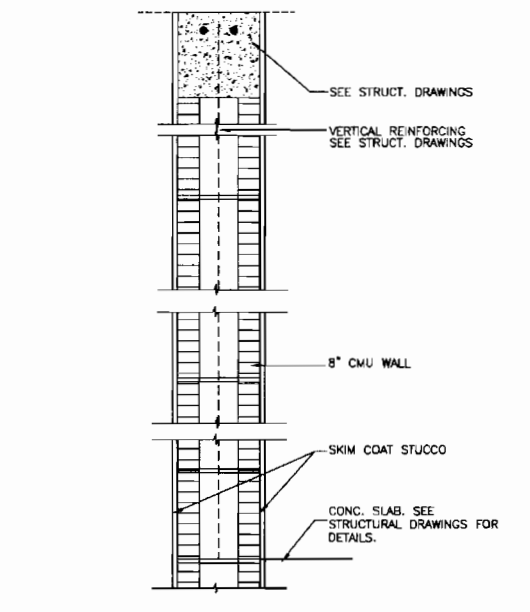 SEE STRUCT. DRAWINGS
VERTICAL REINFORCING
SEE STRUCT. DRAWINGS
8" CMU WALL
SKIM COAT STUCCO
CONC. SLAB. SEE
STRUCTURAL DRAWINGS FOR
DETAILS.